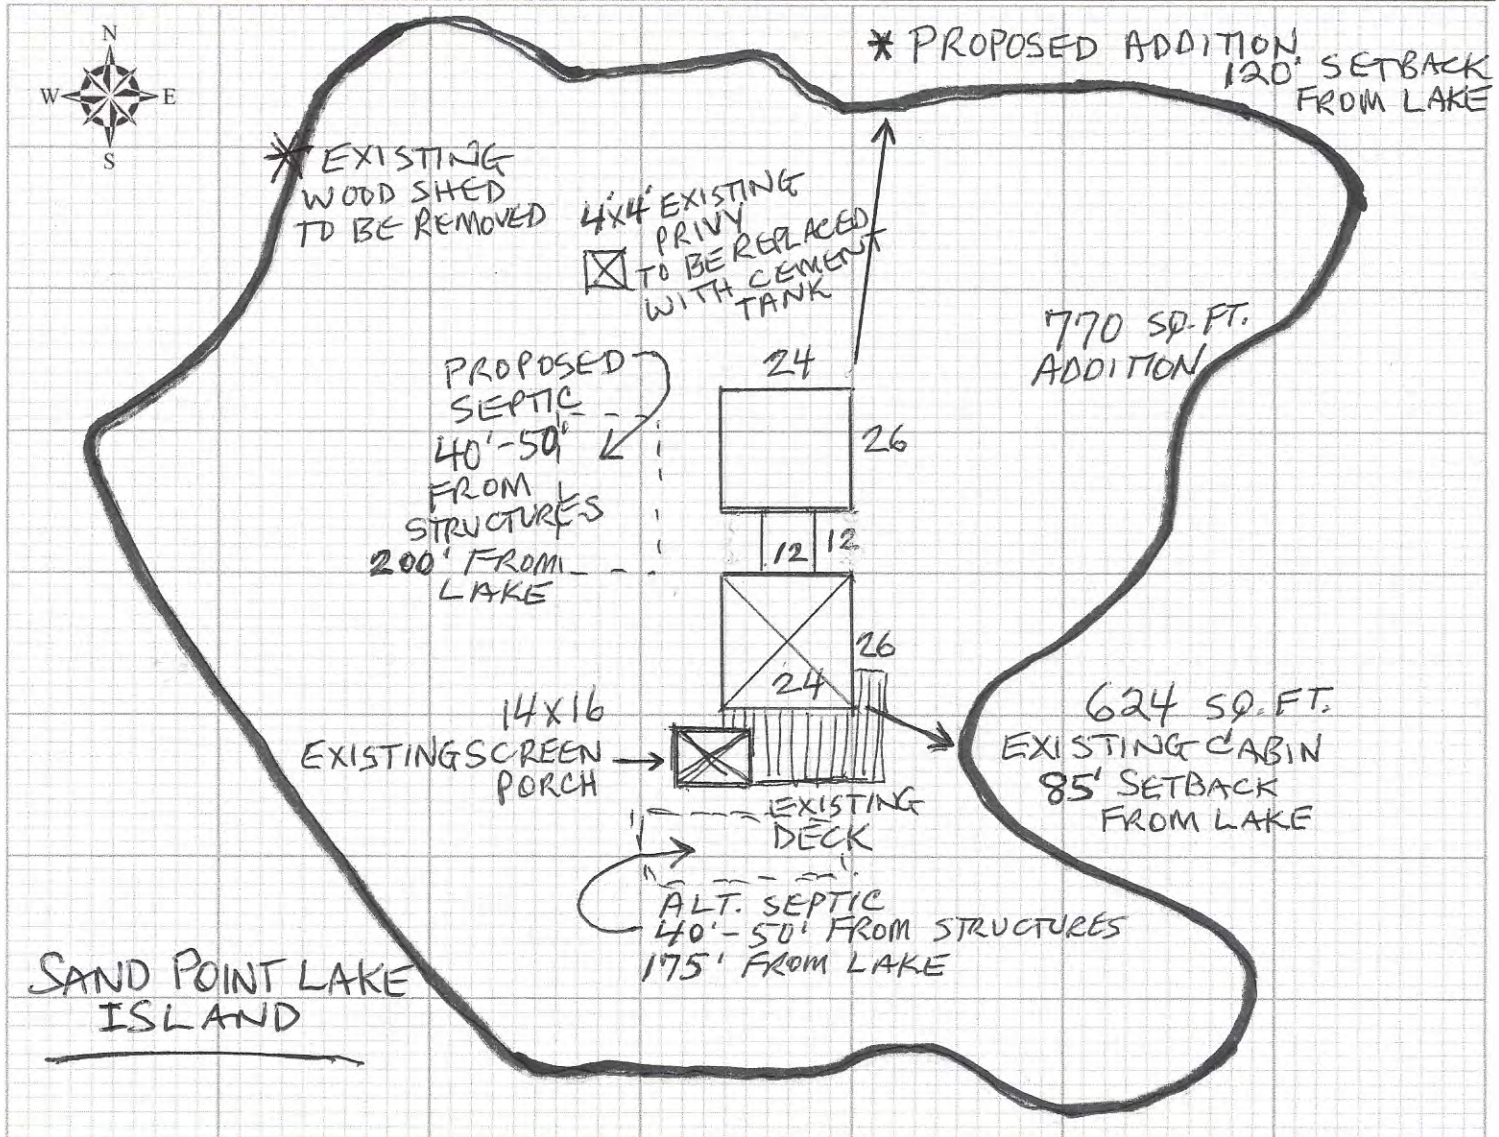 N
W E
S
* PROPOSED ADDITION
120' SETBACK
FROM LAKE
* EXISTING
WOOD SHED
TO BE REMOVED
4'X4' EXISTING
PRIVY
TO BE REPLACED
WITH CEMENT
TANK
770 SQ. FT.
ADDITION
PROPOSED
SEPTIC
40'-50'
FROM
STRUCTURES
200' FROM
LAKE
24
26
12 12
26
24
14X16
EXISTING SCREEN
PORCH
624 SQ. FT.
EXISTING CABIN
85' SETBACK
FROM LAKE
EXISTING
DECK
ALT. SEPTIC
40'-50' FROM STRUCTURES
175' FROM LAKE
SAND POINT LAKE
ISLAND